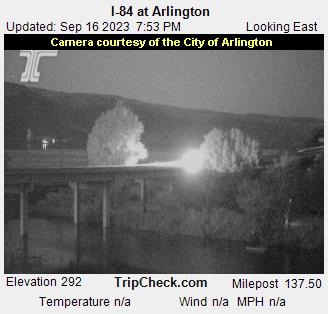 I-84 at Arlington
Updated: Sep 16 2023 7:53 PM Looking East
Camera courtesy of the City of Arlington
Elevation 292 TripCheck.com Milepost 137.50
Temperature n/a Wind n/a MPH n/a